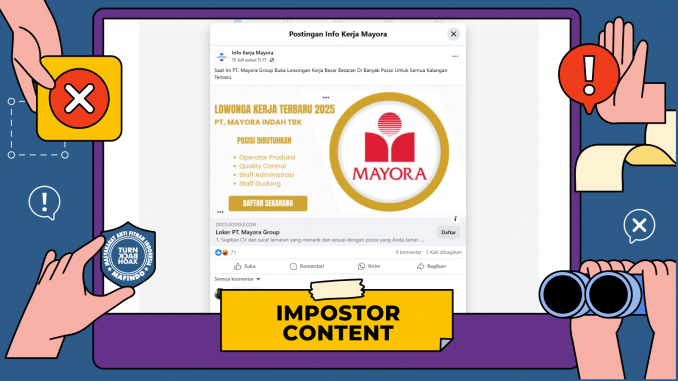 Postingan Info Kerja Mayora
Info Kerja Mayora
15 Juli pukul 11.17
Saat Ini PT. Mayora Group Buka Lowongan Kerja Besar Besaran Di Banyak Posisi Untuk Semua Kalangan
Terbaru.
LOWONGA KERJA TERBARU 2025
PT. MAYORA INDAH TBK
POSISI DIBUTUHKAN
Operator Produksi
Quality Control
Staff Administrasi
Staff Gudang
DAFTAR SEKARANG
MAYORA
DOCS.GOOGLE.COM
Loker PT. Mayora Group
1. Siapkan CV dan surat lamaran yang menarik dan sesuai dengan posisi yang Anda lamar. ...
Daftar
71
9 komentar 5 Kali dibagikan
Suka Komentari Kirim Bagikan
Semua komentar
MASYARAKAT ANTI FITNAH INDONESIA
TURN
BACK
HOAX
MAFINDO
IMPOSTOR
CONTENT